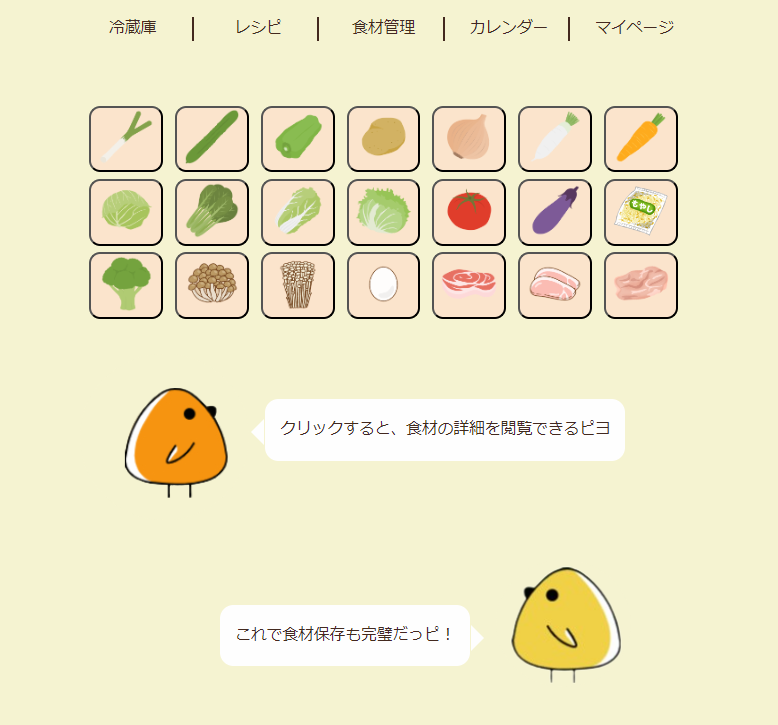 冷蔵庫
レシピ
食材管理
カレンダー
マイページ
もやし
クリックすると、食材の詳細を閲覧できるピヨ
これで食材保存も完璧だっピ！